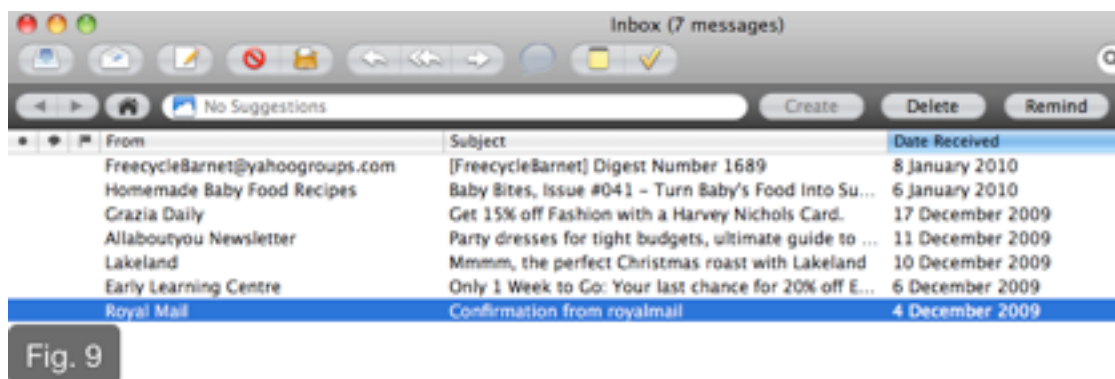 Inbox (7 messages)
No Suggestions Create Delete Remind
From Subject Date Received
FreecycleBarnet@yahoogroups.com [FreecycleBarnet] Digest Number 1689 8 January 2010
Homemade Baby Food Recipes Baby Bites, Issue #041 – Turn Baby's Food Into Su... 6 January 2010
Grazia Daily Get 15% off Fashion with a Harvey Nichols Card. 17 December 2009
Allaboutyou Newsletter Party dresses for tight budgets, ultimate guide to ... 11 December 2009
Lakeland Mmmm, the perfect Christmas roast with Lakeland 10 December 2009
Early Learning Centre Only 1 Week to Go: Your last chance for 20% off E... 6 December 2009
Royal Mail Confirmation from royalmail 4 December 2009
Fig. 9